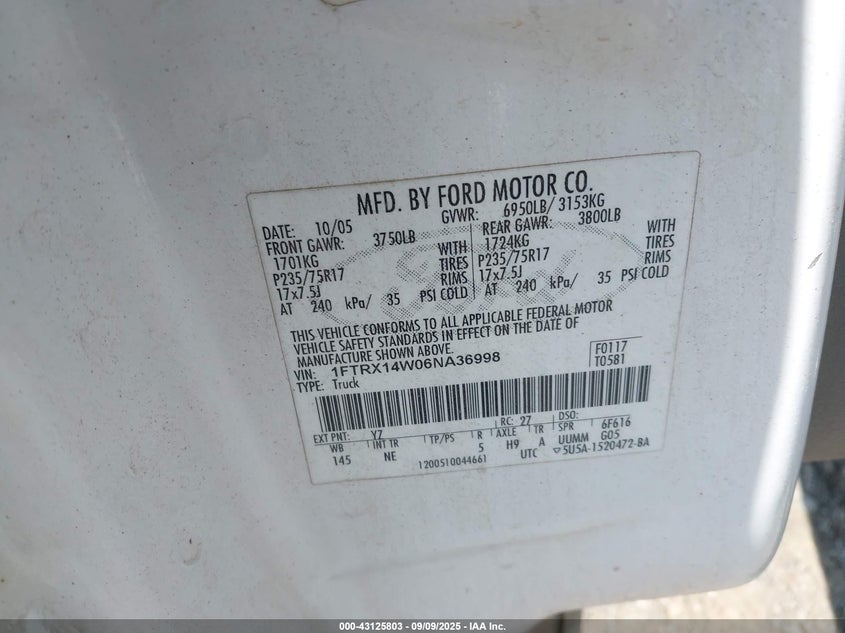 MFD. BY FORD MOTOR CO.
DATE: 10/05 GVWR: 6950LB/ 3153KG
FRONT GAWR: 3750LB REAR GAWR: 3800LB
1701KG WITH 1724KG WITH
P235/75R17 TIRES P235/75R17 TIRES
17x7.5J RIMS 17x7.5J RIMS
AT 240 kPa/ 35 PSI COLD AT 240 kPa/ 35 PSI COLD
Ford
THIS VEHICLE CONFORMS TO ALL APPLICABLE FEDERAL MOTOR
VEHICLE SAFETY STANDARDS IN EFFECT ON THE DATE OF
MANUFACTURE SHOWN ABOVE.
VIN: 1FTRX14W06NA36998 F0117
TYPE: Truck T0581
EXT PNT: YZ RC: 27 DSO:
WB INT TR TP/PS R AXLE TR SPR 6F616
145 NE 5 H9 A UUMM G05
1200510044661 UTC ▽5U5A-1520472-BA
000-43125803 - 09/09/2025 - IAA Inc.